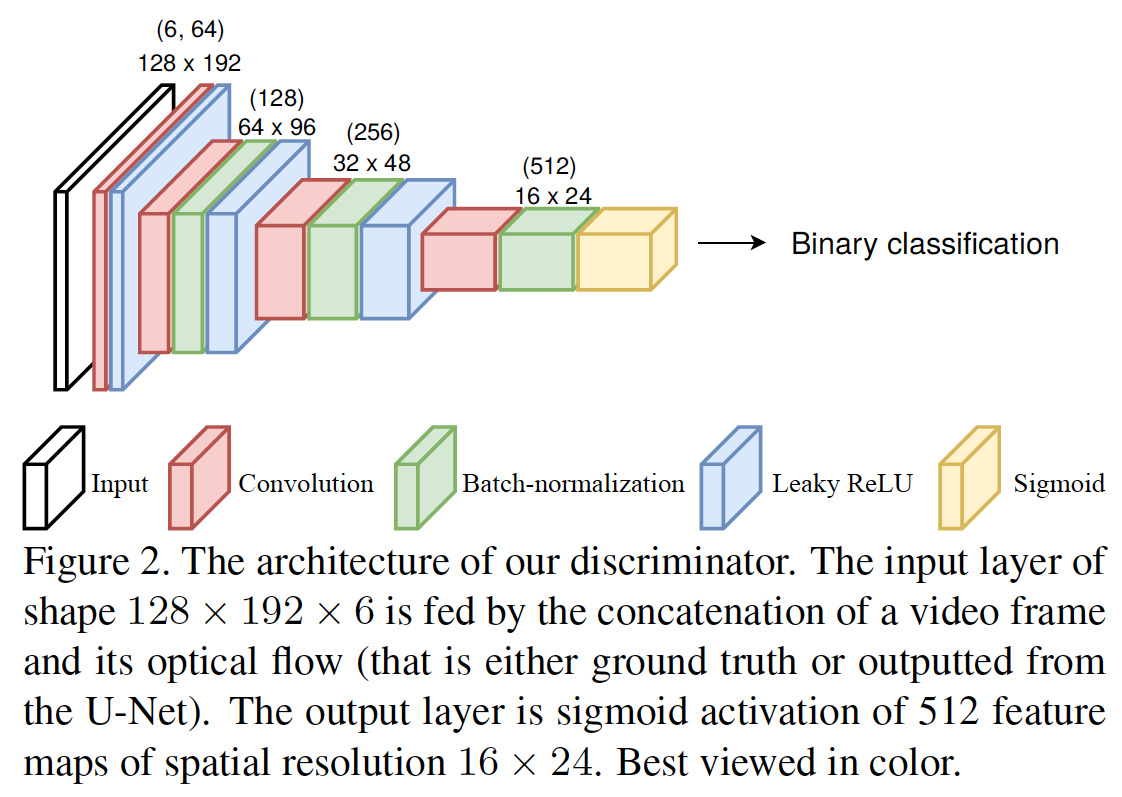 (6, 64)
128 x 192
(128)
64 x 96
(256)
32 x 48
(512)
16 x 24
Binary classification
Input
Convolution
Batch-normalization
Leaky ReLU
Sigmoid
Figure 2. The architecture of our discriminator. The input layer of
shape 128 × 192 × 6 is fed by the concatenation of a video frame
and its optical flow (that is either ground truth or outputted from
the U-Net). The output layer is sigmoid activation of 512 feature
maps of spatial resolution 16 × 24. Best viewed in color.